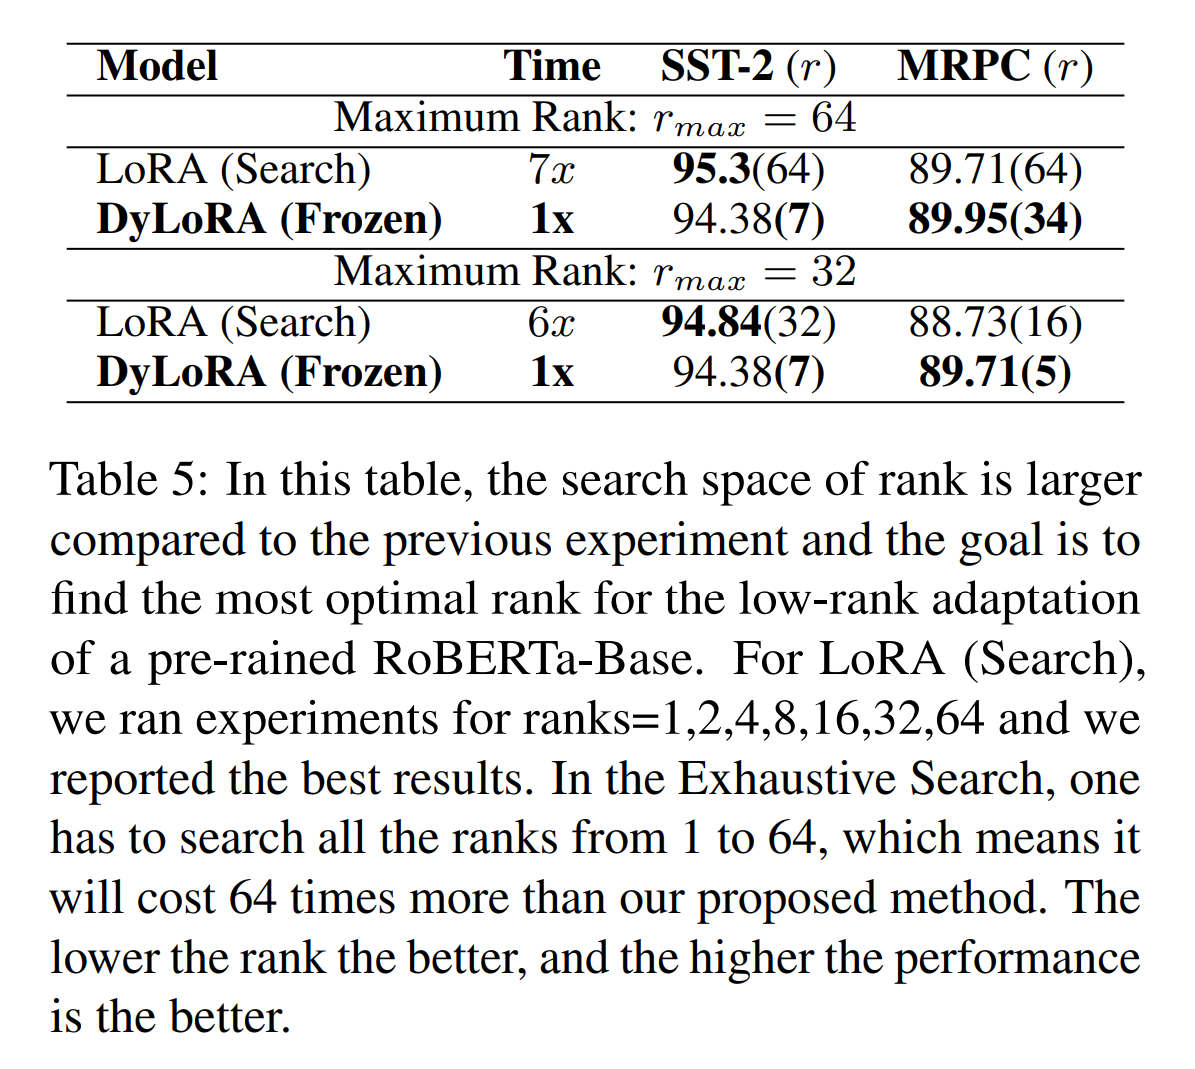 Model Time SST-2 (r) MRPC (r)
Maximum Rank: r_max = 64
LoRA (Search) 7x 95.3(64) 89.71(64)
DyLoRA (Frozen) 1x 94.38(7) 89.95(34)
Maximum Rank: r_max = 32
LoRA (Search) 6x 94.84(32) 88.73(16)
DyLoRA (Frozen) 1x 94.38(7) 89.71(5)
Table 5: In this table, the search space of rank is larger
compared to the previous experiment and the goal is to
find the most optimal rank for the low-rank adaptation
of a pre-rained RoBERTa-Base. For LoRA (Search),
we ran experiments for ranks=1,2,4,8,16,32,64 and we
reported the best results. In the Exhaustive Search, one
has to search all the ranks from 1 to 64, which means it
will cost 64 times more than our proposed method. The
lower the rank the better, and the higher the performance
is the better.